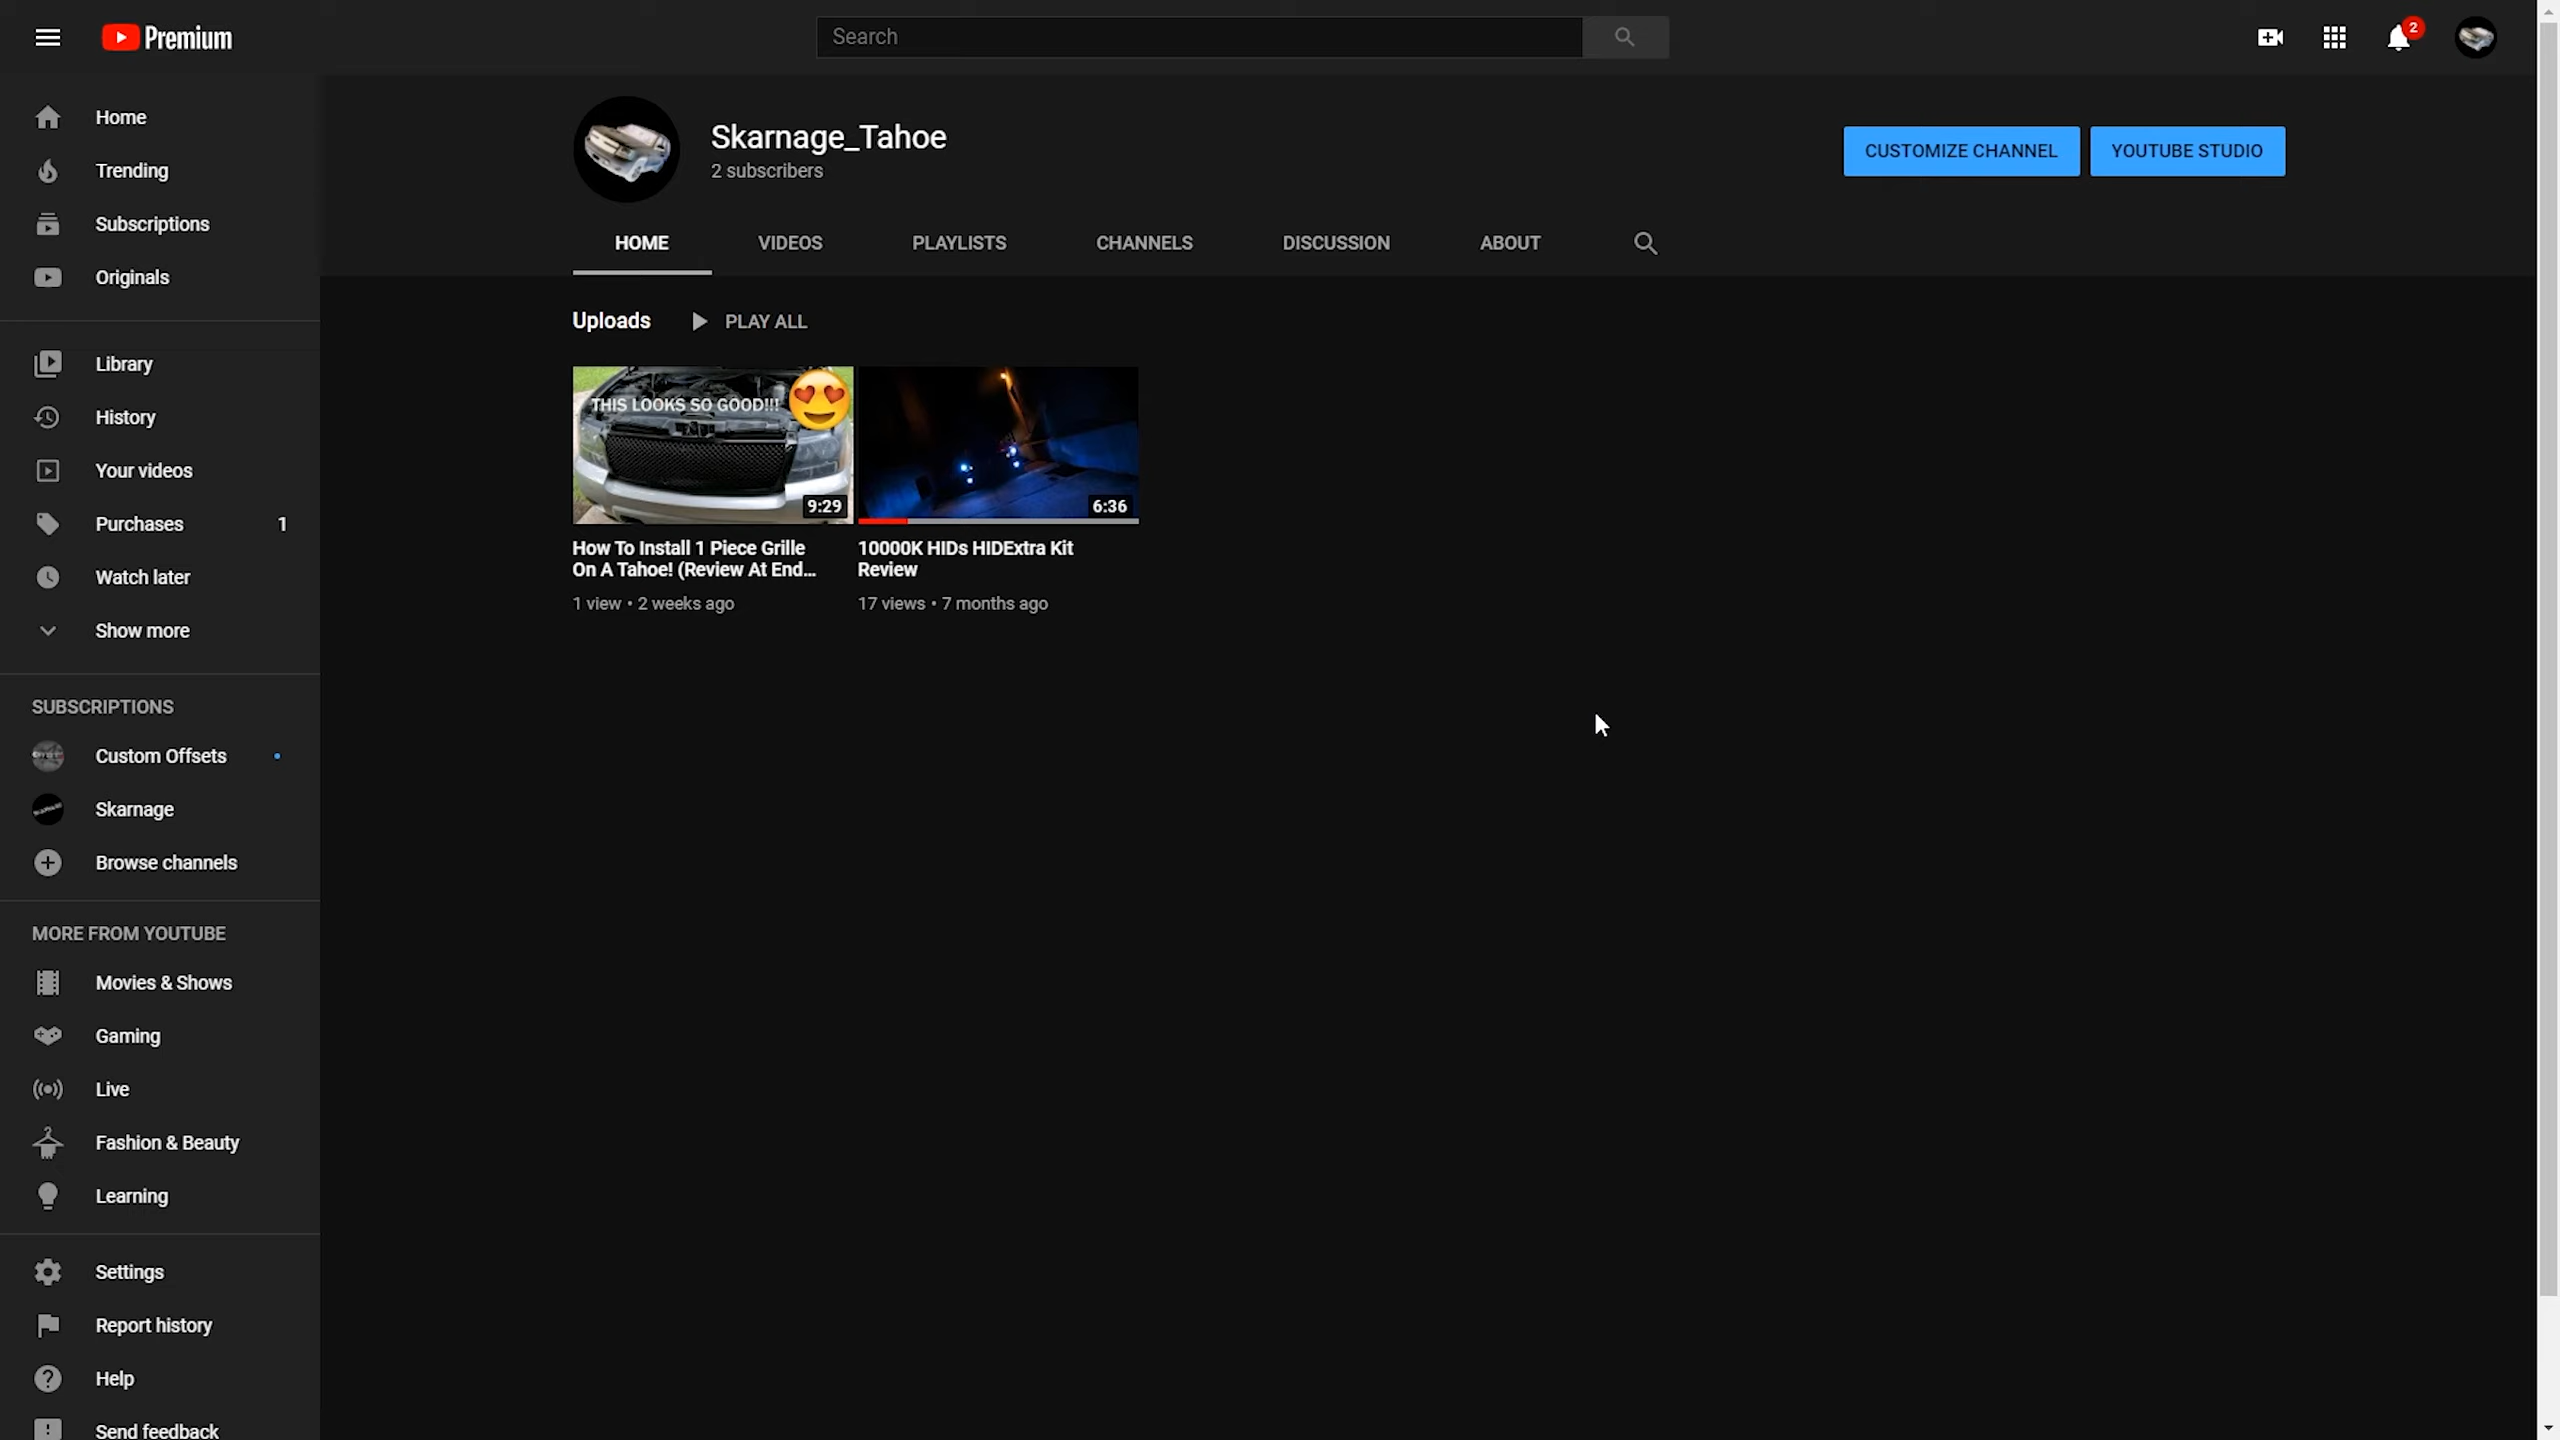 Premium
Search
2
Home
Trending
Subscriptions
Originals
Library
History
Your videos
Purchases 1
Watch later
Show more
SUBSCRIPTIONS
Custom Offsets
Skarnage
Browse channels
MORE FROM YOUTUBE
Movies & Shows
Gaming
Live
Fashion & Beauty
Learning
Settings
Report history
Help
Send feedback
Skarnage_Tahoe
2 subscribers
CUSTOMIZE CHANNEL
YOUTUBE STUDIO
HOME VIDEOS PLAYLISTS CHANNELS DISCUSSION ABOUT
Uploads PLAY ALL
THIS LOOKS SO GOOD!!!
9:29
How To Install 1 Piece Grille
On A Tahoe! (Review At End...
1 view • 2 weeks ago
6:36
10000K HIDs HIDExtra Kit
Review
17 views • 7 months ago